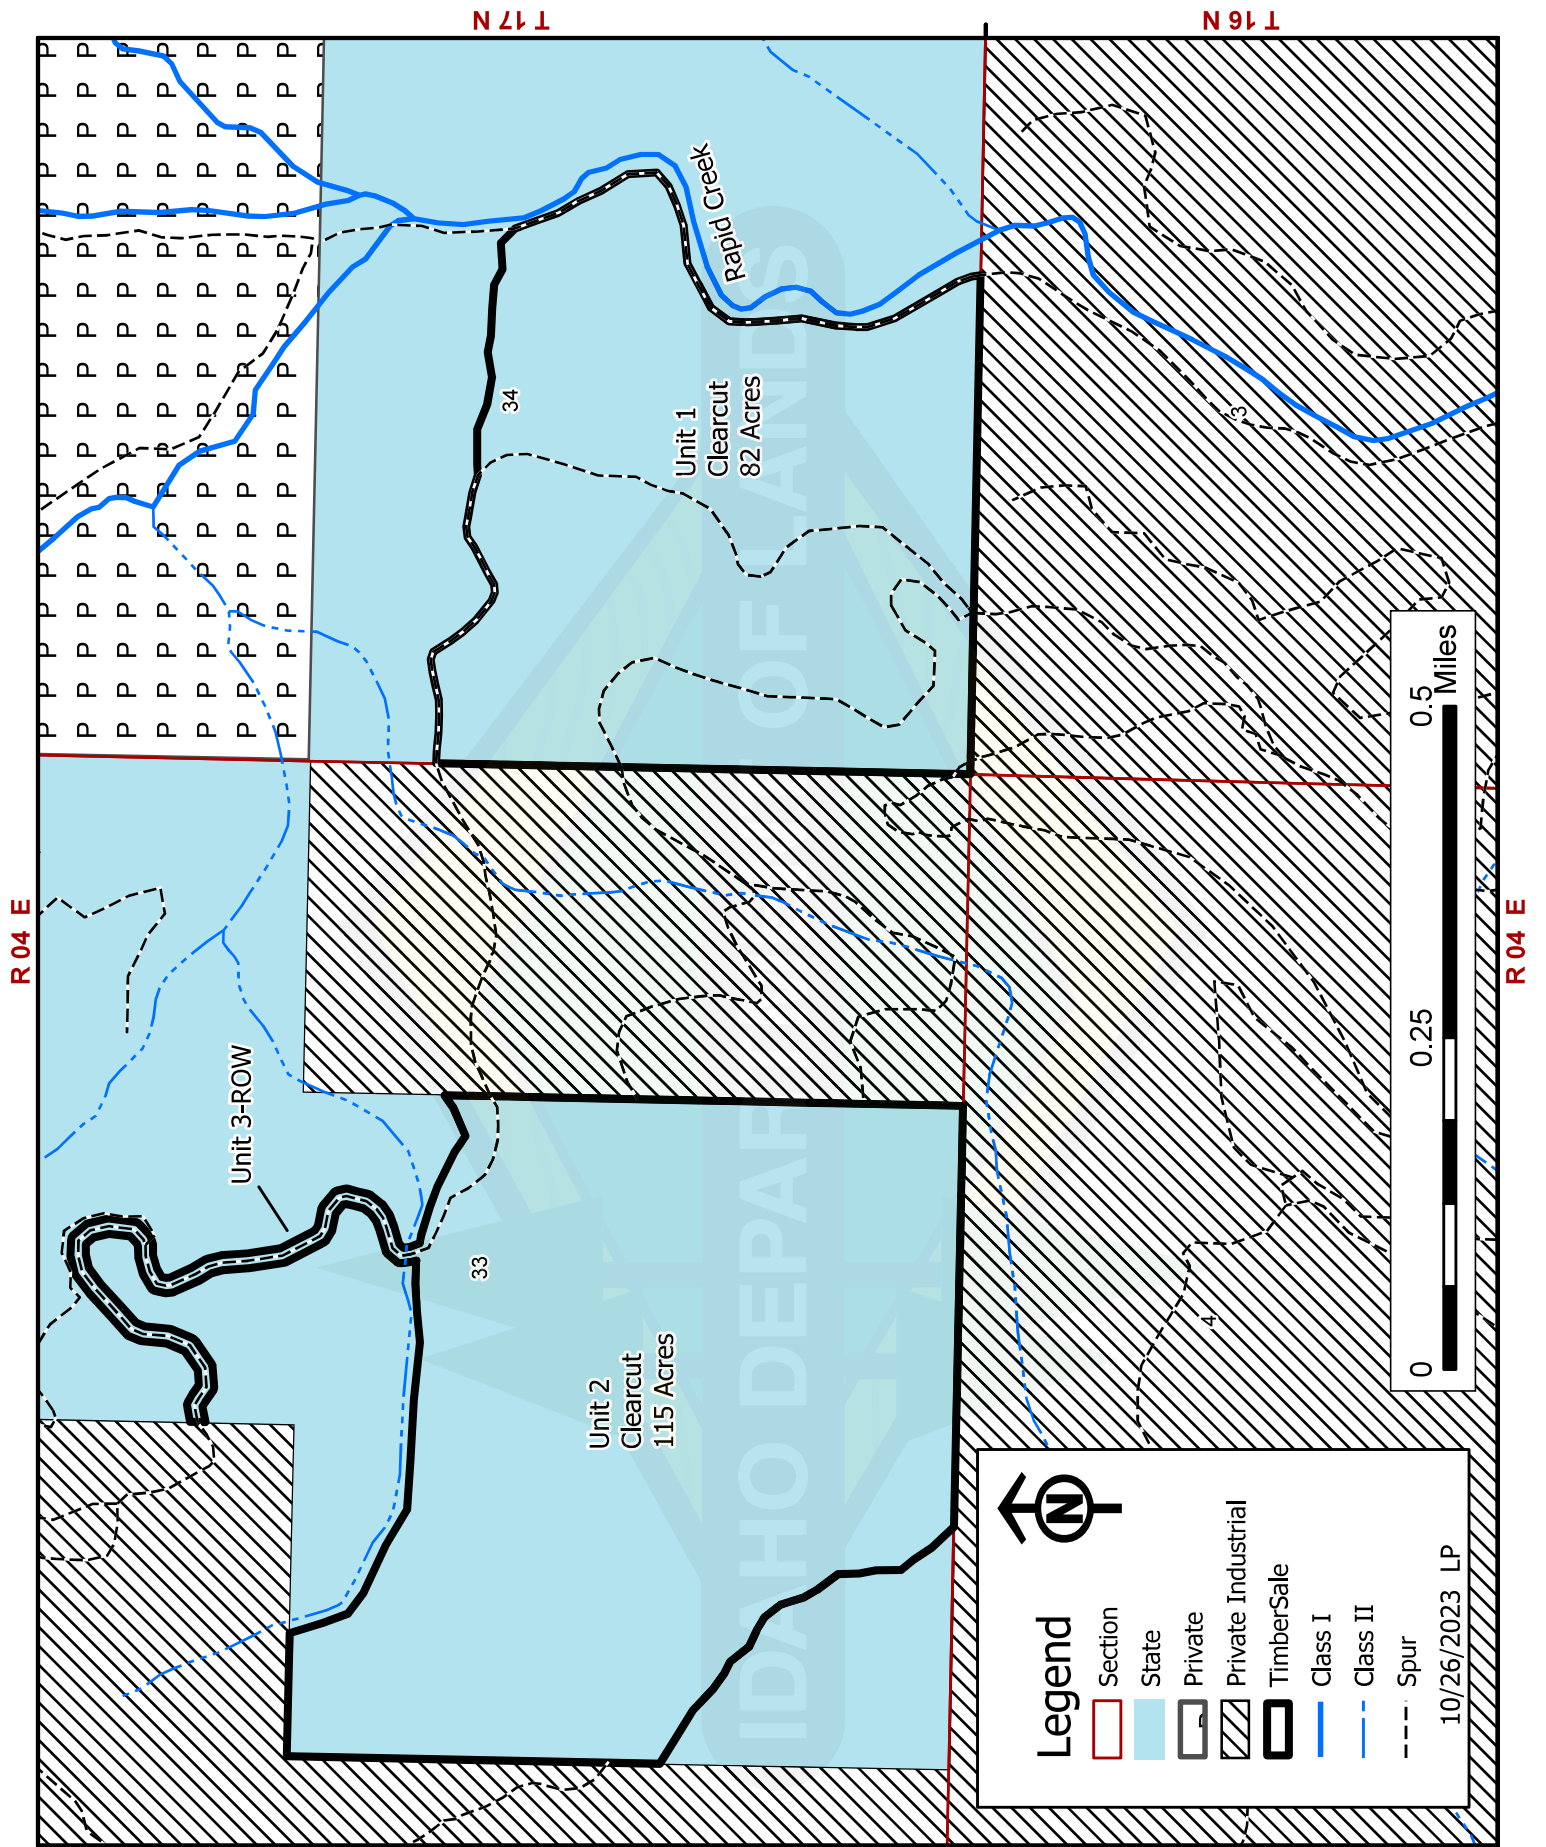 T 17 N
T 16 N
R 04 E
R 04 E
Rapid Creek
34
Unit 1
Clearcut
82 Acres
3
Unit 3-ROW
33
Unit 2
Clearcut
115 Acres
4
IDAHO DEPAR OF LANDS
0
0.25
0.5
Miles
N
Legend
Section
State
Private
Private Industrial
TimberSale
Class I
Class II
Spur
10/26/2023 LP